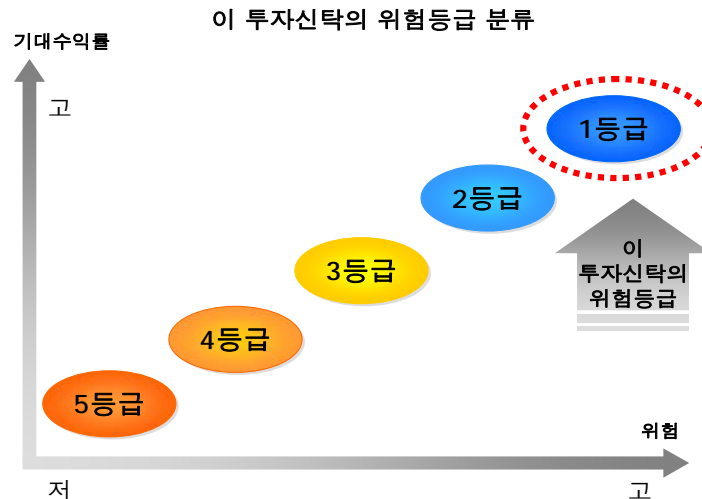 이 투자신탁의 위험등급 분류
기대수익률
고
1등급
2등급
이
투자신탁의
위험등급
3등급
4등급
5등급
위험
저
고